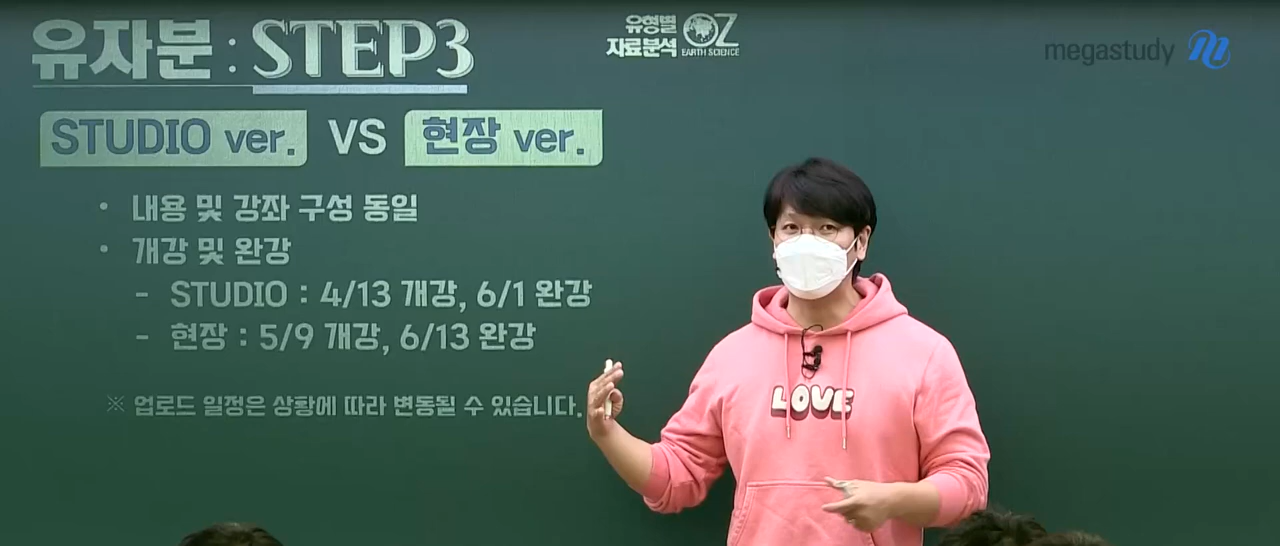 유자분 : STEP3
유형별
자료분석 OZ
EARTH SCIENCE
megastudy
STUDIO ver. VS 현장 ver.
• 내용 및 강좌 구성 동일
• 개강 및 완강
- STUDIO : 4/13 개강, 6/1 완강
- 현장 : 5/9 개강, 6/13 완강
※ 업로드 일정은 상황에 따라 변동될 수 있습니다.
LOVE